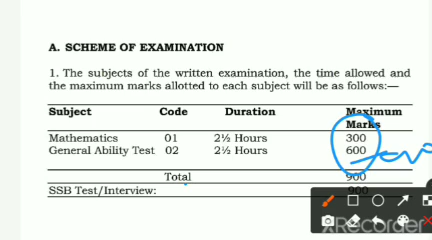 A. SCHEME OF EXAMINATION
1. The subjects of the written examination, the time allowed and
the maximum marks allotted to each subject will be as follows:—
Subject Code Duration Maximum
Marks
Mathematics 01 2½ Hours 300
General Ability Test 02 2½ Hours 600
Total 900
SSB Test/Interview: 900
XRecorder